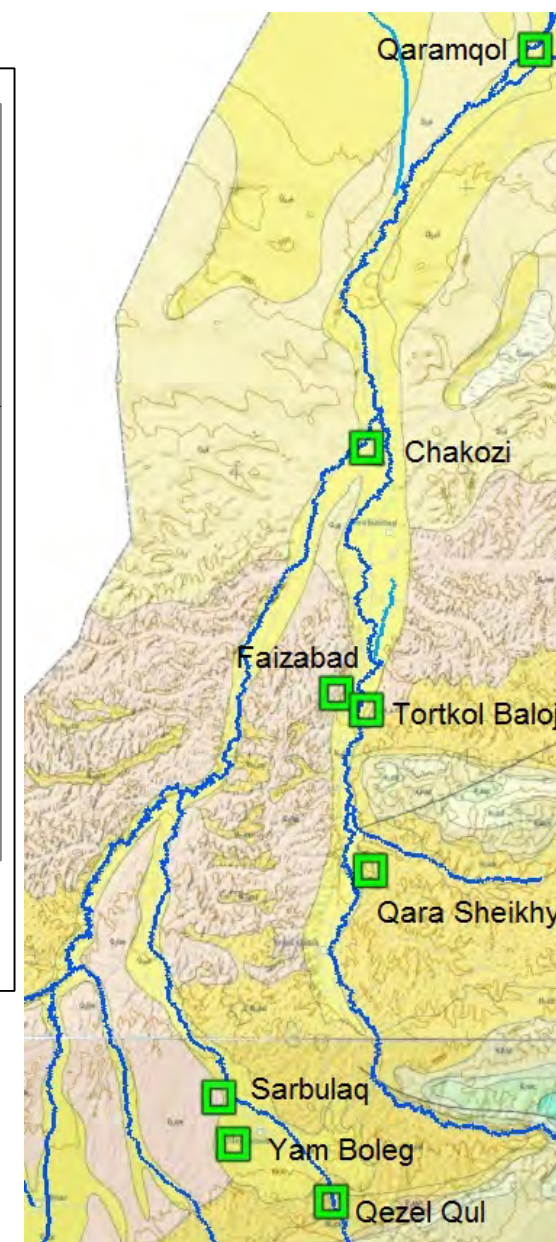 Qaramqol
Chakozi
Faizabad
Tortkol Baloj
Qara Sheikhy
Sarbulaq
Yam Boleg
Qezel Qul